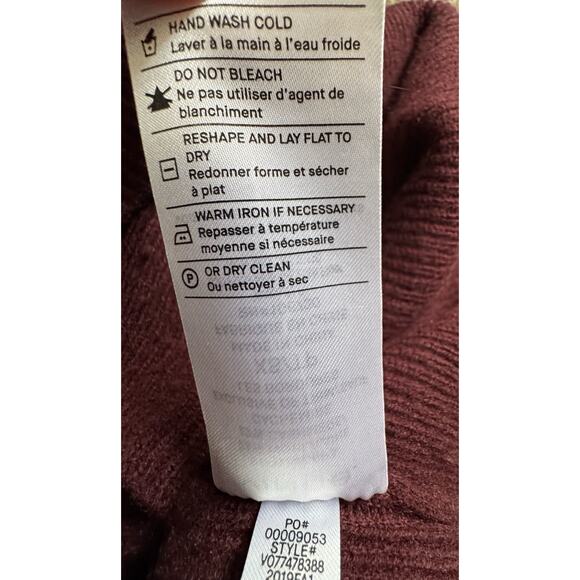 HAND WASH COLD
Laver à la main à l'eau froide
DO NOT BLEACH
Ne pas utiliser d'agent de
blanchiment
RESHAPE AND LAY FLAT TO
DRY
Redonner forme et sécher
à plat
WARM IRON IF NECESSARY
Repasser à température
moyenne si nécessaire
P
OR DRY CLEAN
Ou nettoyer à sec
PO#
00009053
STYLE#
V077478388
2019FA1